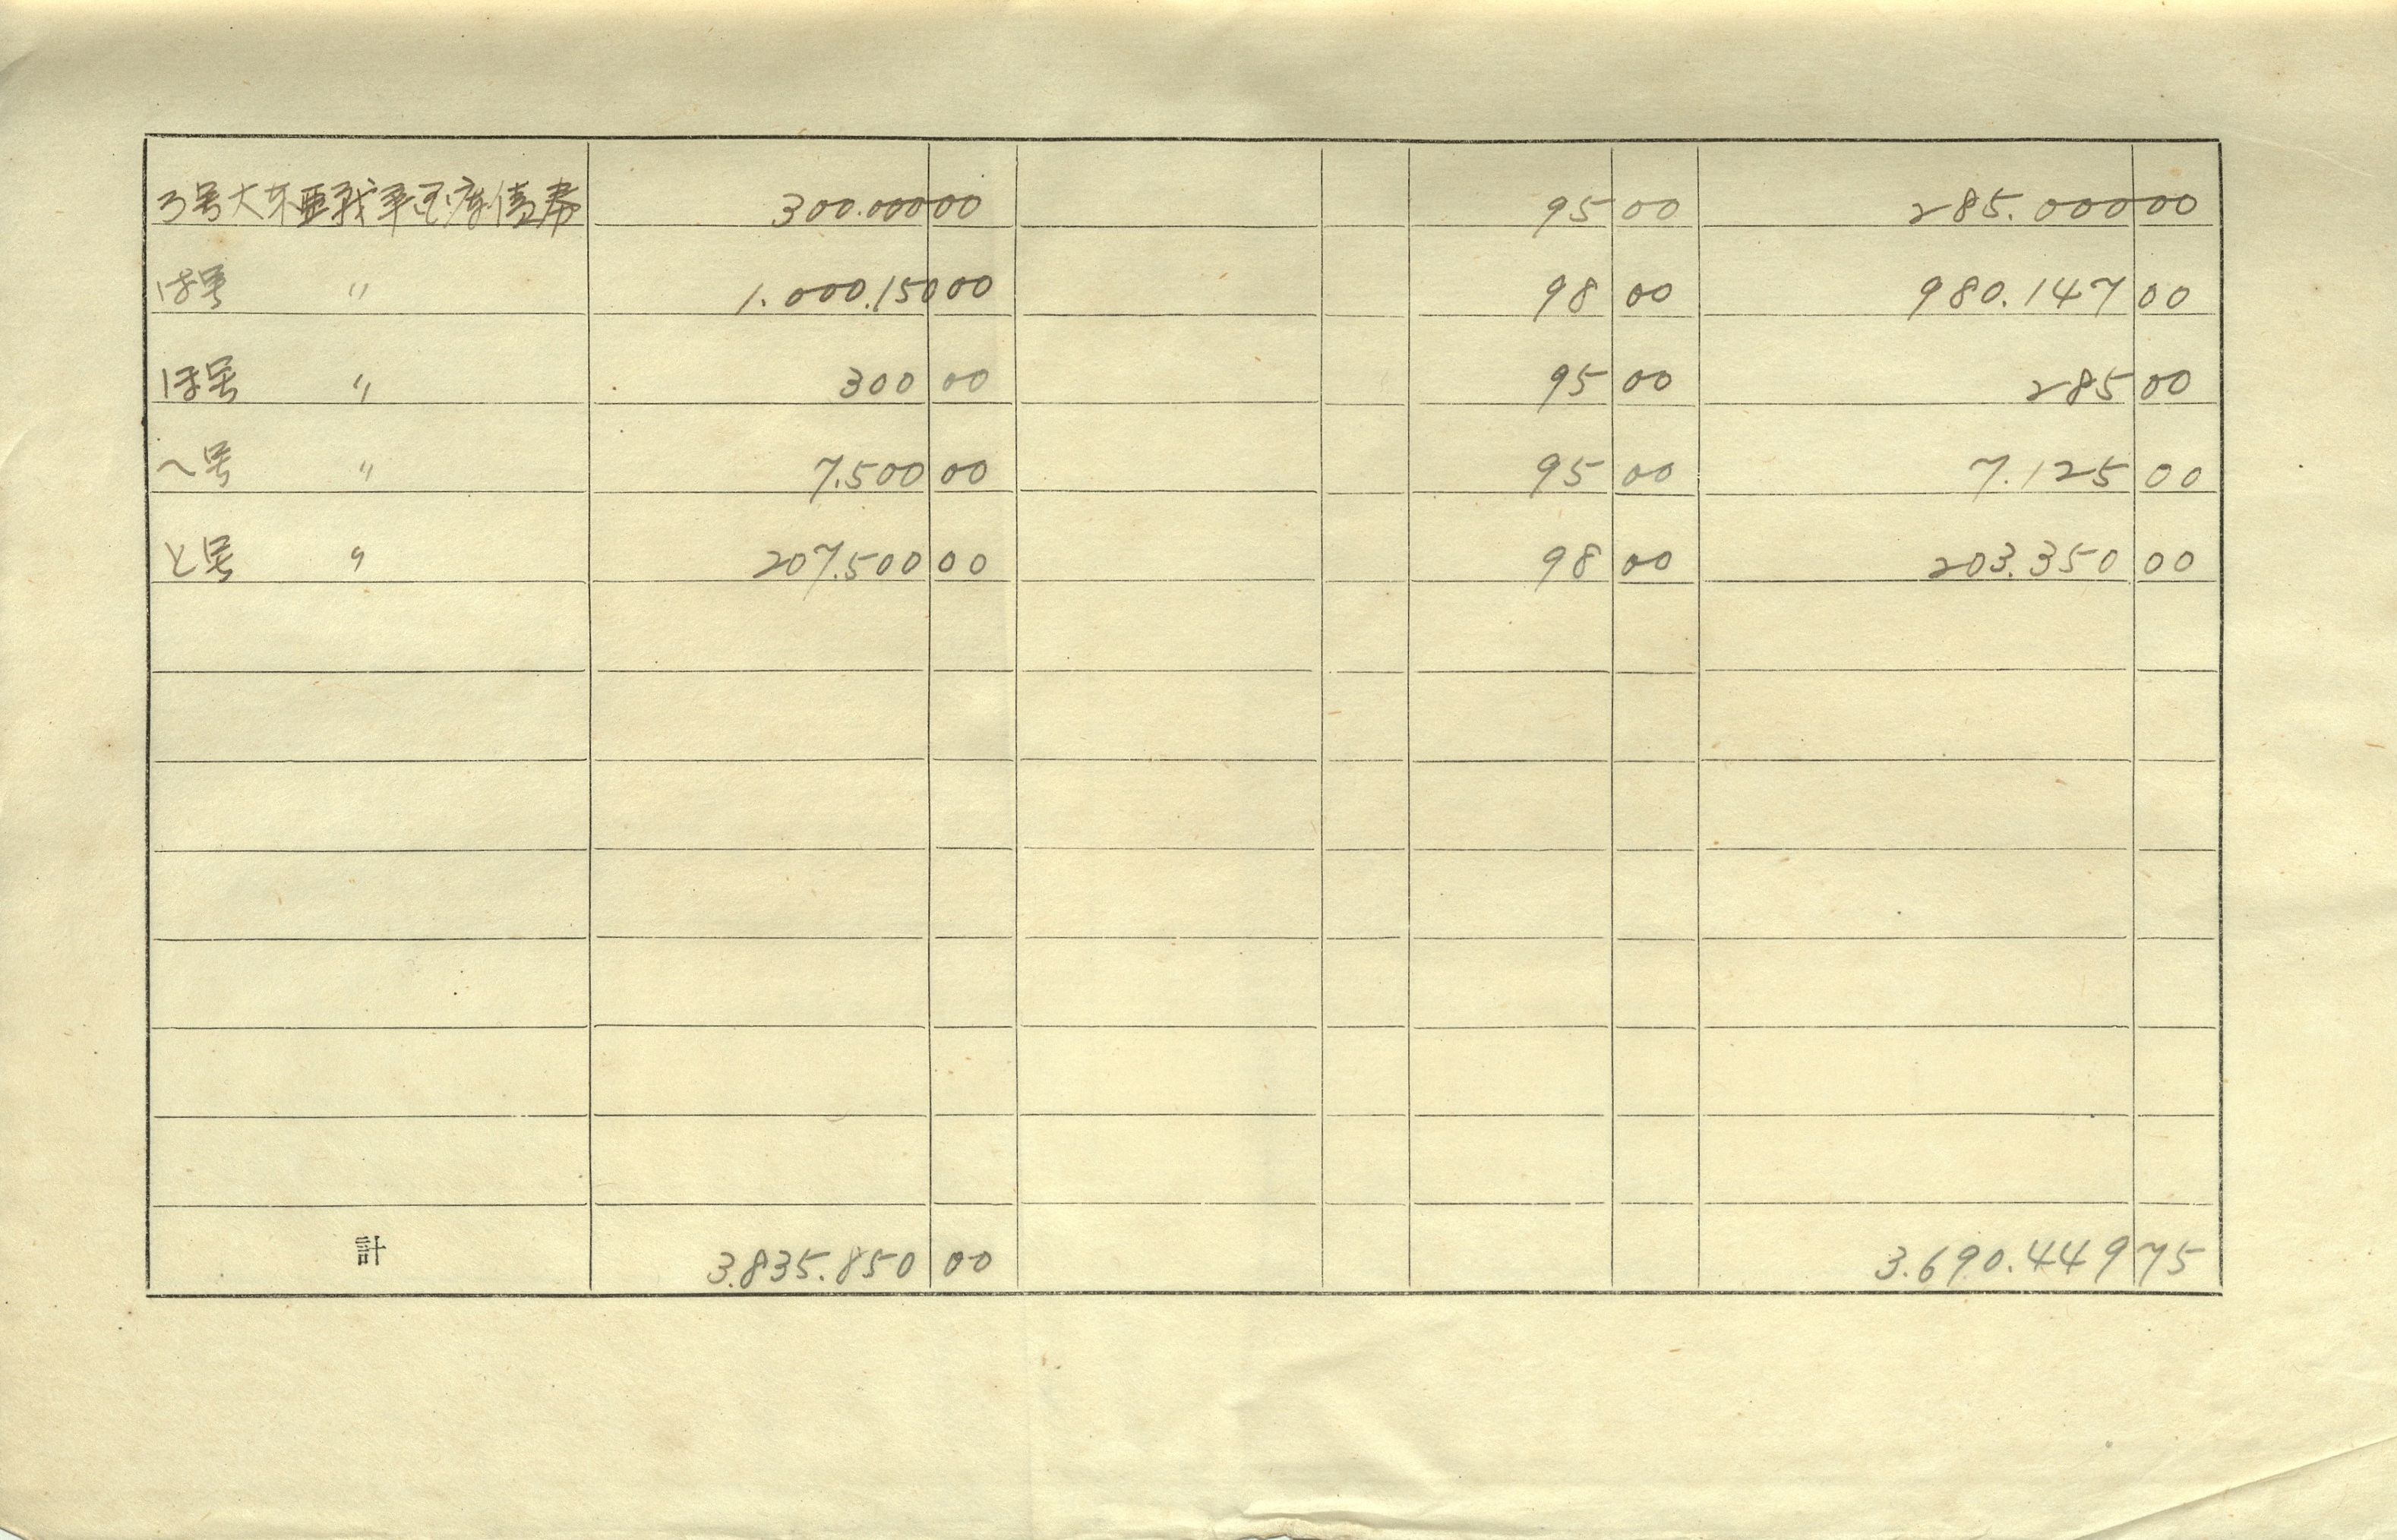 ろ号大东亜戦争国庫債券 300.000 00 95 00 285.000 00
は号 〃 1.000.150 00 98 00 980.147 00
ほ号 〃 300 00 95 00 285 00
へ号 〃 7.500 00 95 00 7.125 00
と号 〃 207.500 00 98 00 203.350 00
計 3.835.850 00 3.690.449 75